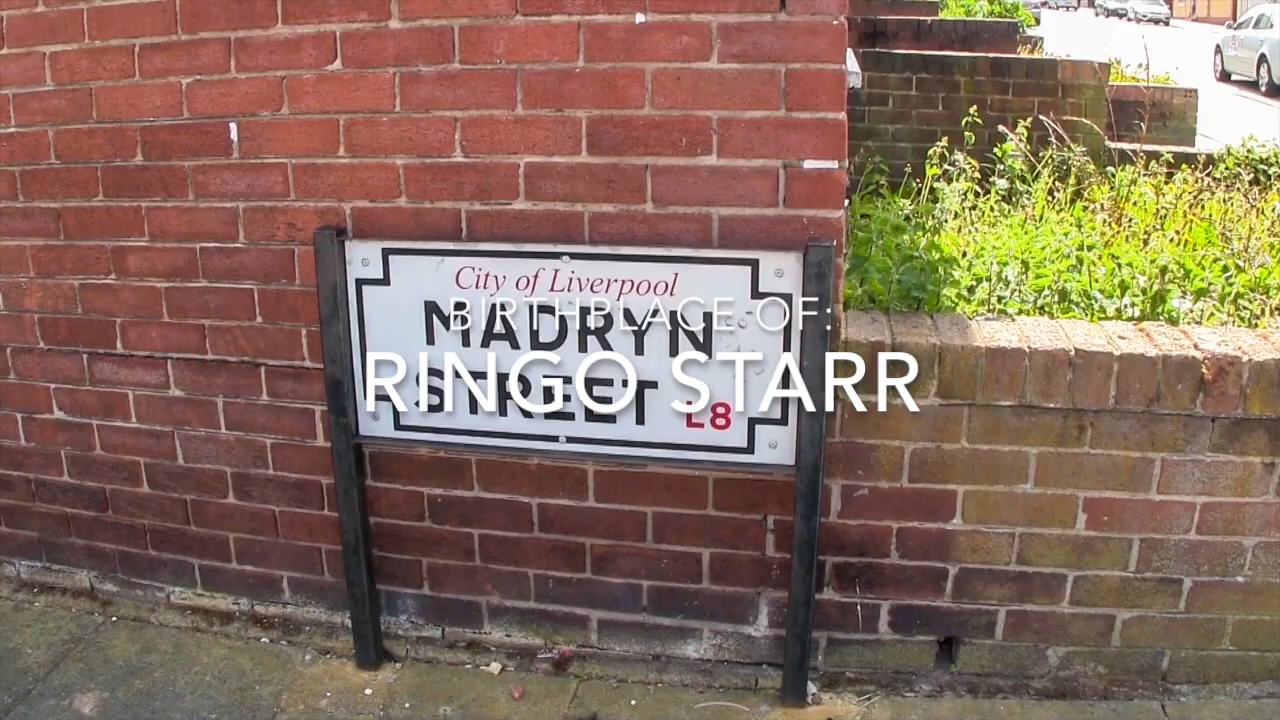 City of Liverpool
BIRTHPLACE OF:
MADRYN
RINGO STARR
STREET L8